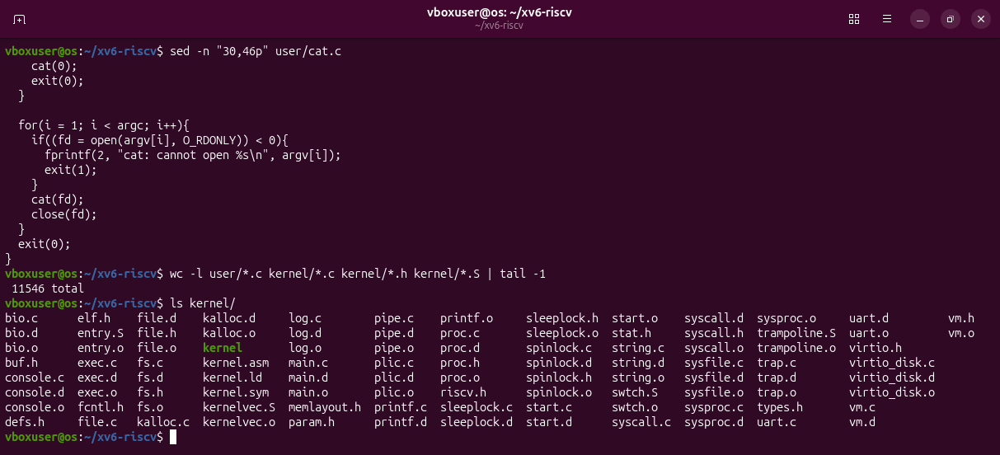 vboxuser@os: ~/xv6-riscv
~/xv6-riscv
vboxuser@os:~/xv6-riscv$ sed -n "30,46p" user/cat.c
    cat(0);
    exit(0);
  }

  for(i = 1; i < argc; i++){
    if((fd = open(argv[i], O_RDONLY)) < 0){
      fprintf(2, "cat: cannot open %s\n", argv[i]);
      exit(1);
    }
    cat(fd);
    close(fd);
  }
  exit(0);
}
vboxuser@os:~/xv6-riscv$ wc -l user/*.c kernel/*.c kernel/*.h kernel/*.S | tail -1
 11546 total
vboxuser@os:~/xv6-riscv$ ls kernel/
bio.c      elf.h    file.d    kalloc.d     log.c        pipe.c    printf.o     sleeplock.h  start.o    syscall.d  sysproc.o     uart.d         vm.h
bio.d      entry.S  file.h    kalloc.o     log.d        pipe.d    proc.c       sleeplock.o  stat.h     syscall.h  trampoline.S  uart.o         vm.o
bio.o      entry.o  file.o    kernel       log.o        pipe.o    proc.d       spinlock.c   string.c   syscall.o  trampoline.o  virtio.h
buf.h      exec.c   fs.c      kernel.asm   main.c       plic.c    proc.h       spinlock.d   string.d   sysfile.c  trap.c        virtio_disk.c
console.c  exec.d   fs.d      kernel.ld    main.d       plic.d    proc.o       spinlock.h   string.o   sysfile.d  trap.d        virtio_disk.d
console.d  exec.o   fs.h      kernel.sym   main.o       plic.o    riscv.h      spinlock.o   swtch.S    sysfile.o  trap.o        virtio_disk.o
console.o  fcntl.h  fs.o      kernelvec.S  memlayout.h  printf.c  sleeplock.c  start.c      swtch.o    sysproc.c  types.h       vm.c
defs.h     file.c   kalloc.c  kernelvec.o  param.h      printf.d  sleeplock.d  start.d      syscall.c  sysproc.d  uart.c        vm.d
vboxuser@os:~/xv6-riscv$